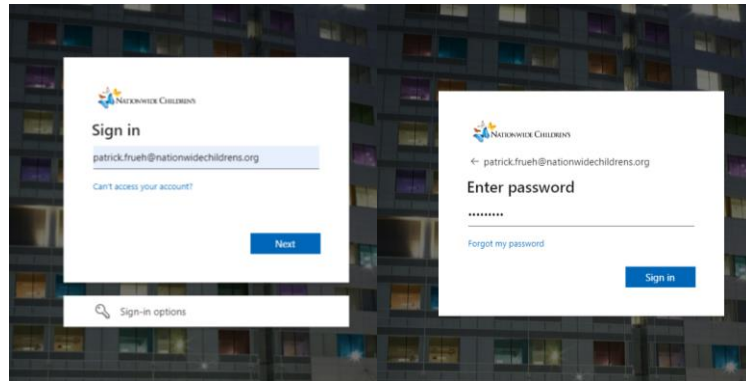 NATIONWIDE CHILDREN'S
Sign in
patrick.frueh@nationwidechildrens.org
Can't access your account?
Next
Sign-in options
NATIONWIDE CHILDREN'S
← patrick.frueh@nationwidechildrens.org
Enter password
•••••••••
Forgot my password
Sign in